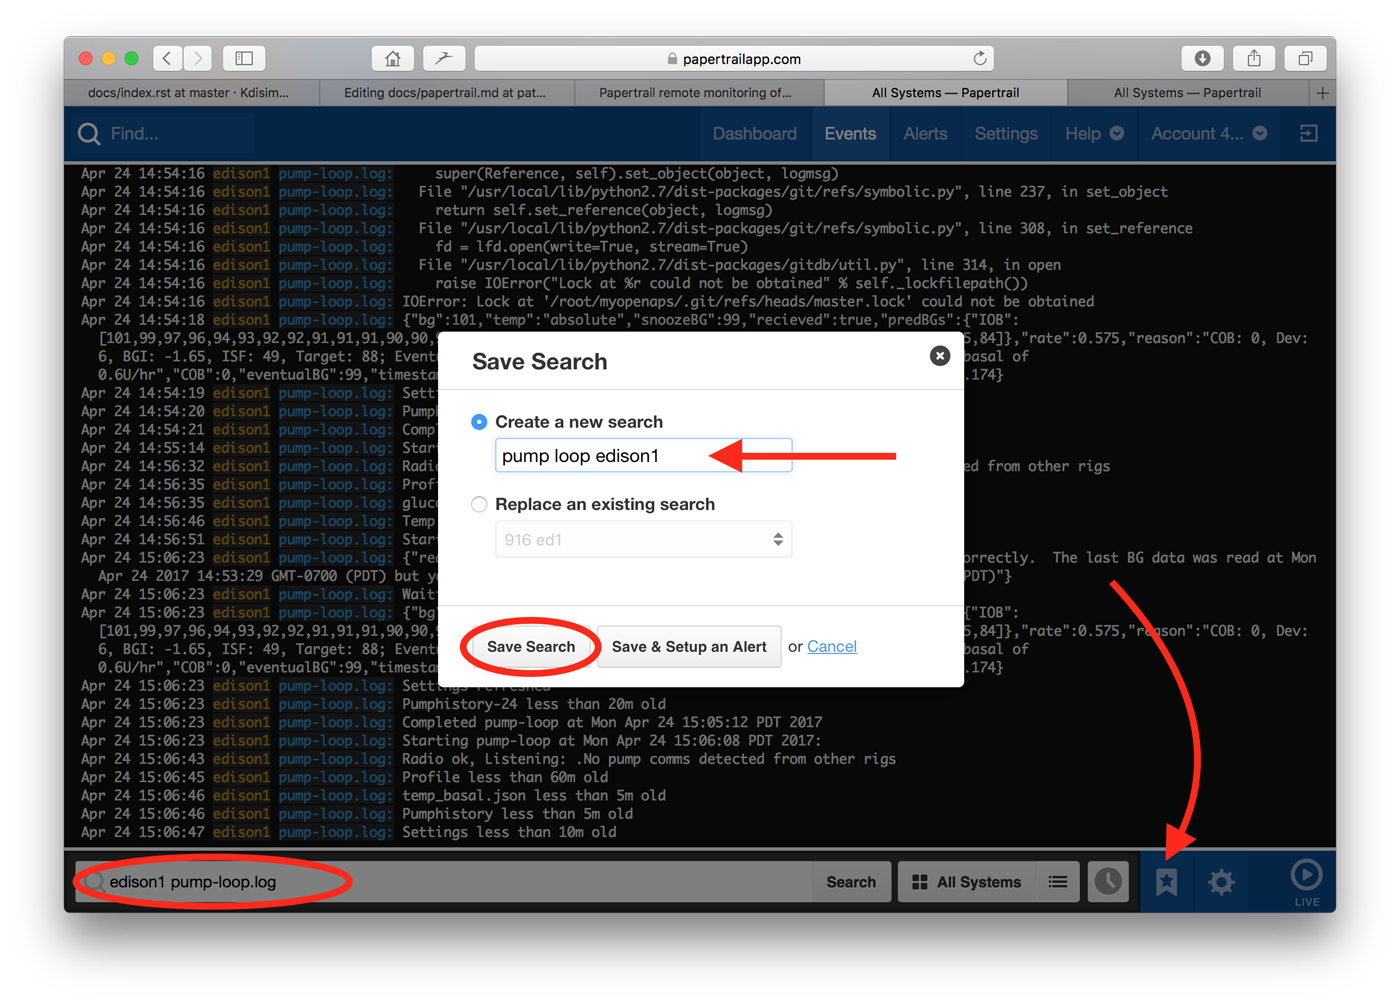 papertrailapp.com
docs/index.rst at master · Kdisim...
Editing docs/papertrail.md at pat...
Papertrail remote monitoring of...
All Systems — Papertrail
All Systems — Papertrail
Find...
Dashboard
Events
Alerts
Settings
Help
Account 4...
Apr 24 14:54:16 edison1 pump-loop.log:     super(Reference, self).set_object(object, logmsg)
Apr 24 14:54:16 edison1 pump-loop.log:   File "/usr/local/lib/python2.7/dist-packages/git/refs/symbolic.py", line 237, in set_object
Apr 24 14:54:16 edison1 pump-loop.log:     return self.set_reference(object, logmsg)
Apr 24 14:54:16 edison1 pump-loop.log:   File "/usr/local/lib/python2.7/dist-packages/git/refs/symbolic.py", line 308, in set_reference
Apr 24 14:54:16 edison1 pump-loop.log:     fd = lfd.open(write=True, stream=True)
Apr 24 14:54:16 edison1 pump-loop.log:   File "/usr/local/lib/python2.7/dist-packages/gitdb/util.py", line 314, in open
Apr 24 14:54:16 edison1 pump-loop.log:     raise IOError("Lock at %r could not be obtained" % self._lockfilepath())
Apr 24 14:54:16 edison1 pump-loop.log: IOError: Lock at '/root/myopenaps/.git/refs/heads/master.lock' could not be obtained
Apr 24 14:54:18 edison1 pump-loop.log: {"bg":101,"temp":"absolute","snoozeBG":99,"recieved":true,"predBGs":{"IOB":
[101,99,97,96,94,93,92,92,91,91,91,90,90, 5,84]},"rate":0.575,"reason":"COB: 0, Dev:
6, BGI: -1.65, ISF: 49, Target: 88; Eventu basal of
0.6U/hr","COB":0,"eventualBG":99,"timesta .174}
Apr 24 14:54:19 edison1 pump-loop.log: Sett
Apr 24 14:54:20 edison1 pump-loop.log: Pump
Apr 24 14:54:21 edison1 pump-loop.log: Comp
Apr 24 14:55:14 edison1 pump-loop.log: Star
Apr 24 14:56:32 edison1 pump-loop.log: Radi ed from other rigs
Apr 24 14:56:35 edison1 pump-loop.log: Prof
Apr 24 14:56:35 edison1 pump-loop.log: gluc
Apr 24 14:56:46 edison1 pump-loop.log: Temp
Apr 24 14:56:51 edison1 pump-loop.log: Star
Apr 24 15:06:23 edison1 pump-loop.log: {"re orrectly.  The last BG data was read at Mon
Apr 24 2017 14:53:29 GMT-0700 (PDT) but y PDT)"}
Apr 24 15:06:23 edison1 pump-loop.log: Wait
Apr 24 15:06:23 edison1 pump-loop.log: {"bg" {"IOB":
[101,99,97,96,94,93,92,92,91,91,91,90,90, 5,84]},"rate":0.575,"reason":"COB: 0, Dev:
6, BGI: -1.65, ISF: 49, Target: 88; Eventu basal of
0.6U/hr","COB":0,"eventualBG":99,"timesta .174}
Apr 24 15:06:23 edison1 pump-loop.log: Settings refreshed
Apr 24 15:06:23 edison1 pump-loop.log: Pumphistory-24 less than 20m old
Apr 24 15:06:23 edison1 pump-loop.log: Completed pump-loop at Mon Apr 24 15:05:12 PDT 2017
Apr 24 15:06:23 edison1 pump-loop.log: Starting pump-loop at Mon Apr 24 15:06:08 PDT 2017:
Apr 24 15:06:43 edison1 pump-loop.log: Radio ok, Listening: .No pump comms detected from other rigs
Apr 24 15:06:45 edison1 pump-loop.log: Profile less than 60m old
Apr 24 15:06:46 edison1 pump-loop.log: temp_basal.json less than 5m old
Apr 24 15:06:46 edison1 pump-loop.log: Pumphistory less than 5m old
Apr 24 15:06:47 edison1 pump-loop.log: Settings less than 10m old
Save Search
Create a new search
pump loop edison1
Replace an existing search
916 ed1
Save Search
Save & Setup an Alert
or Cancel
edison1 pump-loop.log
Search
All Systems
LIVE